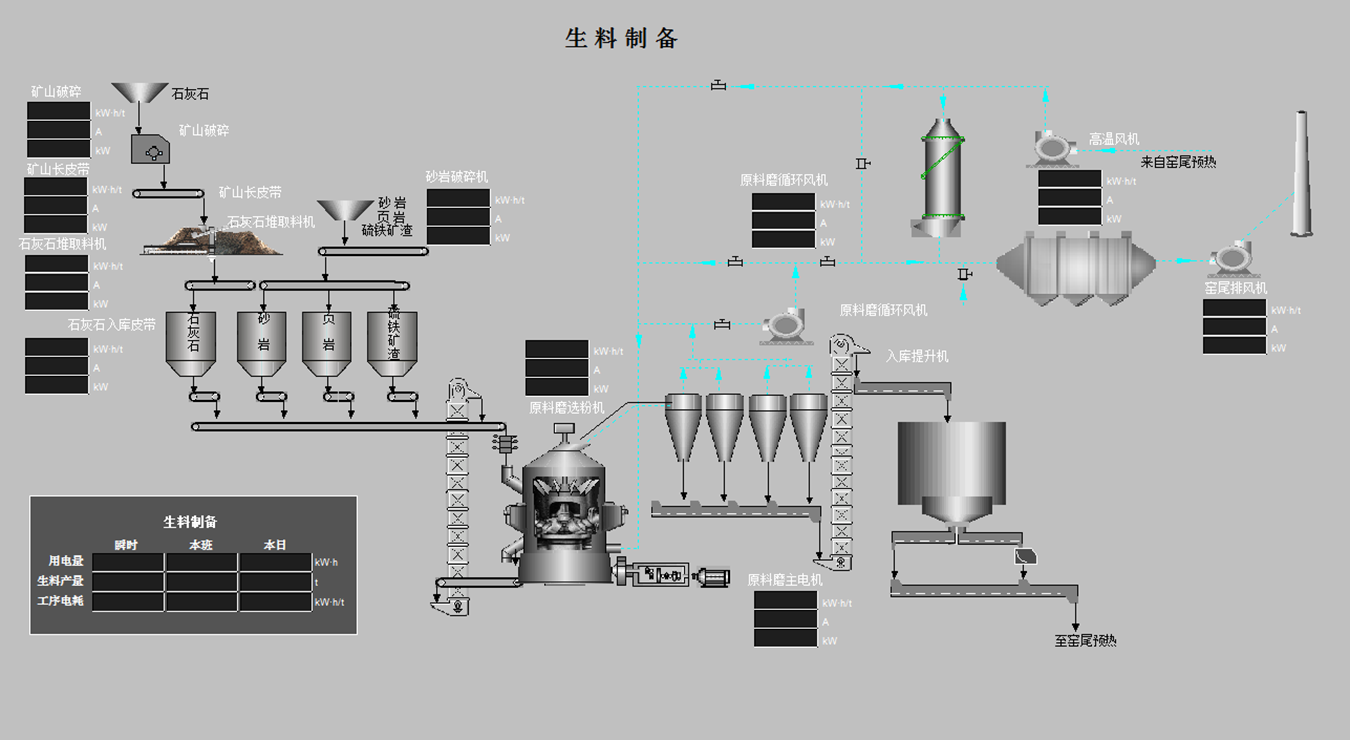 生料制备
矿山破碎
kW·h/t
A
kW
石灰石
矿山破碎
矿山长皮带
kW·h/t
A
kW
矿山长皮带
石灰石堆取料机
石灰石堆取料机
kW·h/t
A
kW
石灰石入库皮带
kW·h/t
A
kW
砂岩破碎机
kW·h/t
A
kW
砂岩
页岩
硫铁矿渣
石灰石
砂岩
页岩
硫铁矿渣
kW·h/t
A
kW
原料磨选粉机
原料磨循环风机
kW·h/t
A
kW
原料磨循环风机
高温风机
来自窑尾预热
kW·h/t
A
kW
窑尾排风机
kW·h/t
A
kW
入库提升机
原料磨主电机
kW·h/t
A
kW
至窑尾预热
生料制备
瞬时 本班 本日
用电量 kW·h
生料产量 t
工序电耗 kW·h/t